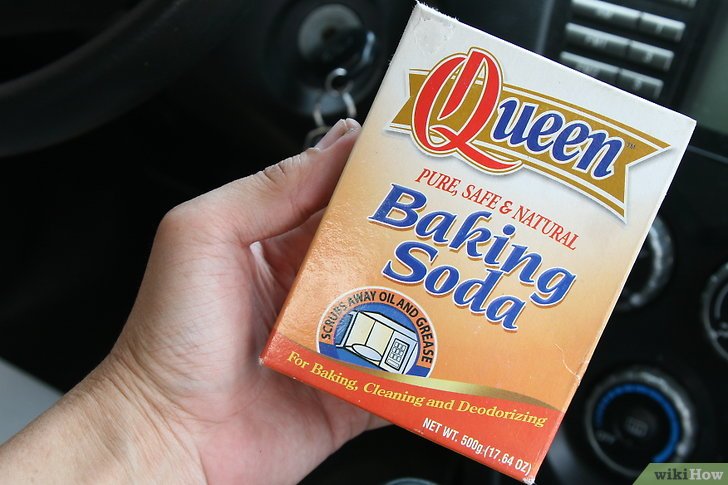 Queen™
PURE, SAFE & NATURAL
Baking
Soda
SCRUBS AWAY OIL AND GREASE
For Baking, Cleaning and Deodorizing
NET WT. 500g.(17.64 OZ)
wikiHow